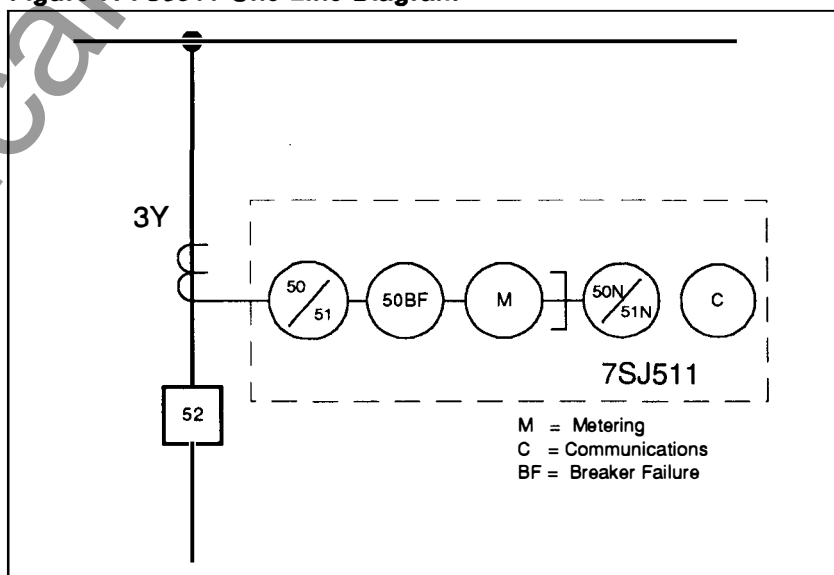 3Y
50/51
50BF
M
50N/51N
C
7SJ511
52
M = Metering
C = Communications
BF = Breaker Failure